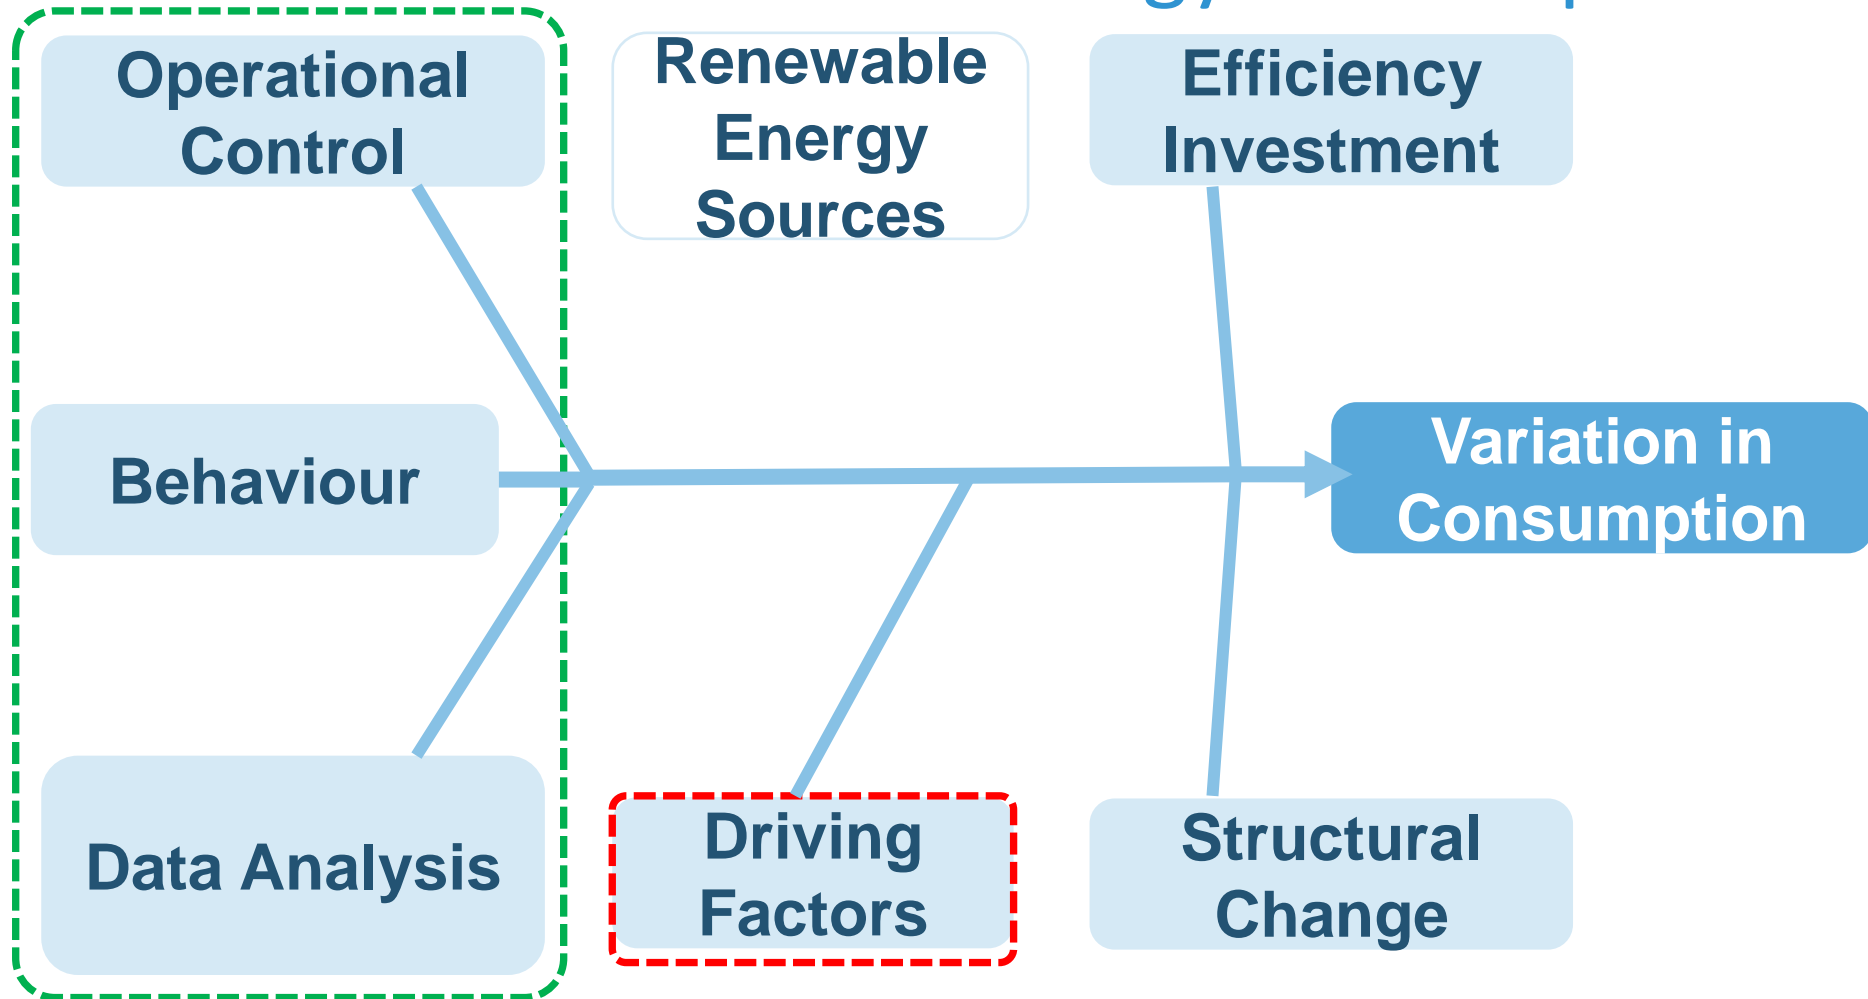 Operational
Control
Renewable
Energy
Sources
Efficiency
Investment
Behaviour
Variation in
Consumption
Data Analysis
Driving
Factors
Structural
Change